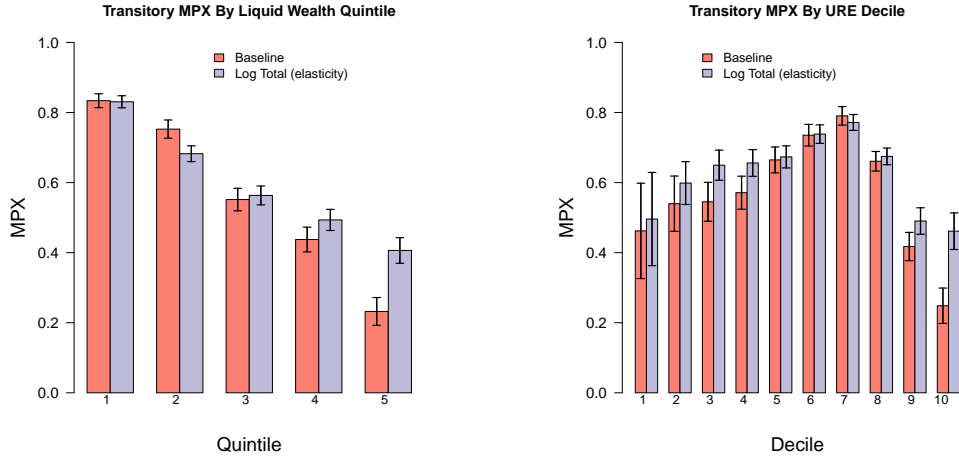 Transitory MPX By Liquid Wealth Quintile
1.0
0.8
0.6
0.4
0.2
0.0
MPX
Baseline
Log Total (elasticity)
1 2 3 4 5
Quintile
Transitory MPX By URE Decile
1.0
0.8
0.6
0.4
0.2
0.0
MPX
Baseline
Log Total (elasticity)
1 2 3 4 5 6 7 8 9 10
Decile